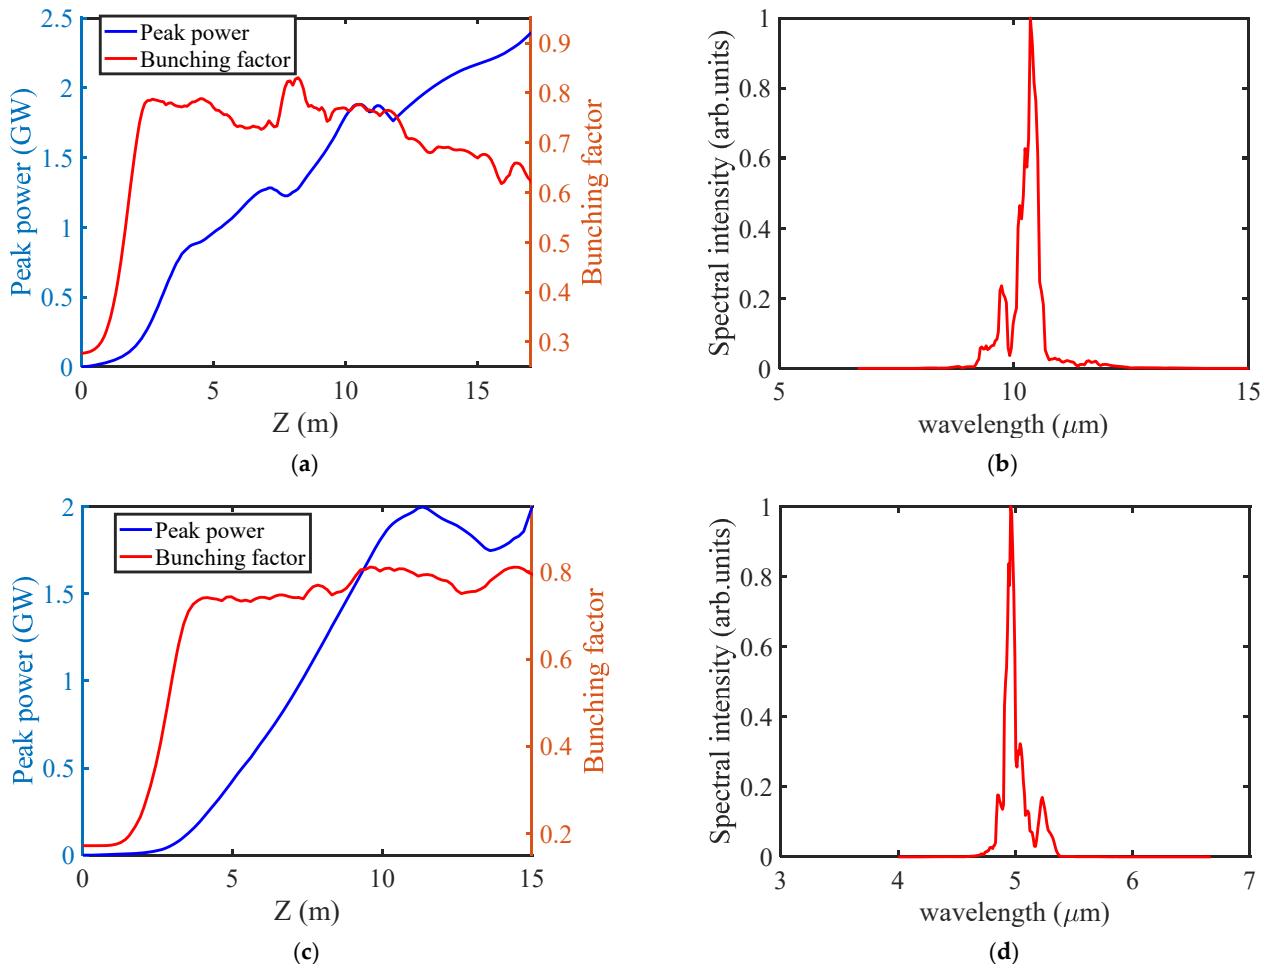 Peak power
Bunching factor
Peak power (GW)
2.5
2
1.5
1
0.5
0
0.9
0.8
0.7
0.6
0.5
0.4
0.3
Bunching factor
0
5
10
15
Z (m)
(a)
Spectral intensity (arb.units)
1
0.8
0.6
0.4
0.2
0
5
10
15
wavelength (μm)
(b)
Peak power
Bunching factor
Peak power (GW)
2
1.5
1
0.5
0
0.8
0.6
0.4
0.2
Bunching factor
0
5
10
15
Z (m)
(c)
Spectral intensity (arb.units)
1
0.8
0.6
0.4
0.2
0
3
4
5
6
7
wavelength (μm)
(d)